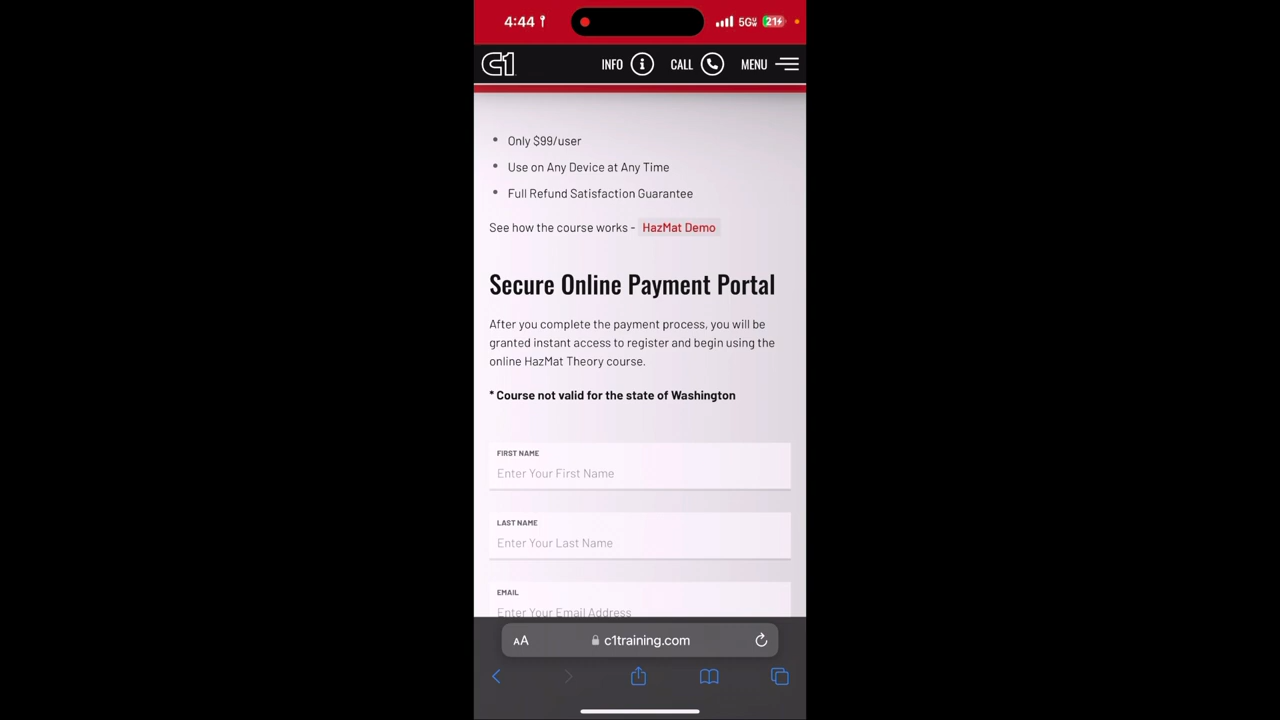 4:44
5G
21
C1
INFO
CALL
MENU
Only $99/user
Use on Any Device at Any Time
Full Refund Satisfaction Guarantee
See how the course works - HazMat Demo
Secure Online Payment Portal
After you complete the payment process, you will be
granted instant access to register and begin using the
online HazMat Theory course.
* Course not valid for the state of Washington
FIRST NAME
Enter Your First Name
LAST NAME
Enter Your Last Name
EMAIL
Enter Your Email Address
AA
c1training.com